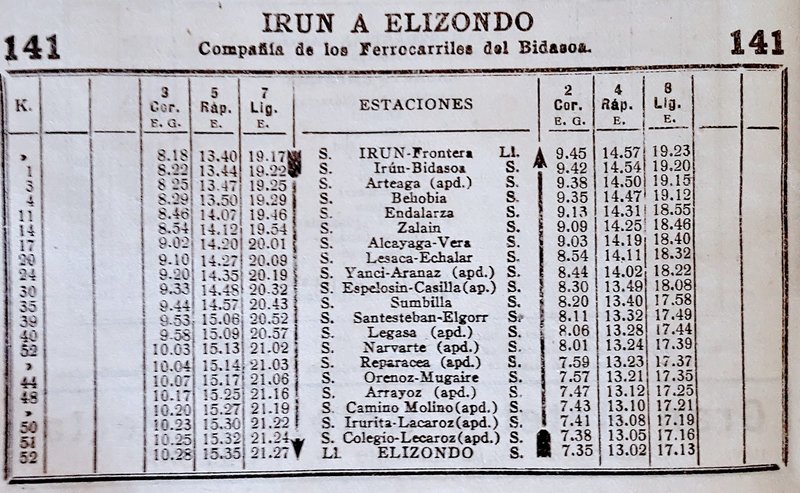 IRUN A ELIZONDO
141 Compañía de los Ferrocarriles del Bidasoa. 141
K. 3 Cor. E. G. 5 Ráp. E. 7 Lig. E. ESTACIONES 2 Cor. E. G. 4 Ráp. E. 8 Lig. E.
» 8.18 13.40 19.17 S. IRUN-Frontera Ll. 9.45 14.57 19.23
1 8.22 13.44 19.22 S. Irún-Bidasoa S. 9.42 14.54 19.20
3 8 25 13.47 19.25 S. Arteaga (apd.) S. 9.38 14.50 19.15
4 8.29 13.50 19.29 S. Behobia S. 9.35 14.47 19.12
11 8.46 14.07 19.46 S. Endalarza S. 9.13 14.31 18.55
14 8.54 14.12 19.54 S. Zalain S. 9.09 14.25 18.46
17 9.02 14.20 20.01 S. Alcayaga-Vera S. 9.03 14.19 18.40
20 9.10 14.27 20.09 S. Lesaca-Echalar S. 8.54 14.11 18.32
24 9.20 14.35 20.19 S. Yanci-Aranaz (apd.) S. 8.44 14.02 18.22
30 9.33 14.48 20.32 S. Espelosin-Casilla(ap.) S. 8.30 13.49 18.08
35 9.44 14.57 20.43 S. Sumbilla S. 8.20 13.40 17.58
39 9.53 15.06 20.52 S. Santesteban-Elgorr S. 8.11 13.32 17.49
40 9.58 15.09 20.57 S. Legasa (apd.) S. 8.06 13.28 17.44
52 10.03 15.13 21.02 S. Narvarte (apd.) S. 8.01 13.24 17.39
» 10.04 15.14 21.03 S. Reparacea (apd.) S. 7.59 13.23 17.37
44 10.07 15.17 21.06 S. Orenoz-Mugaire S. 7.57 13.21 17.35
48 10.17 15.25 21.16 S. Arrayoz (apd.) S. 7.47 13.12 17.25
» 10.20 15.27 21.19 S. Camino Molino(apd.) S. 7.43 13.10 17.21
50 10.23 15.30 21.22 S. Irurita-Lacaroz(apd.) S. 7.41 13.08 17.19
51 10.25 15.32 21.24 S. Colegio-Lecaroz(apd.) S. 7.38 13.05 17.16
52 10.28 15.35 21.27 Ll. ELIZONDO S. 7.35 13.02 17.13